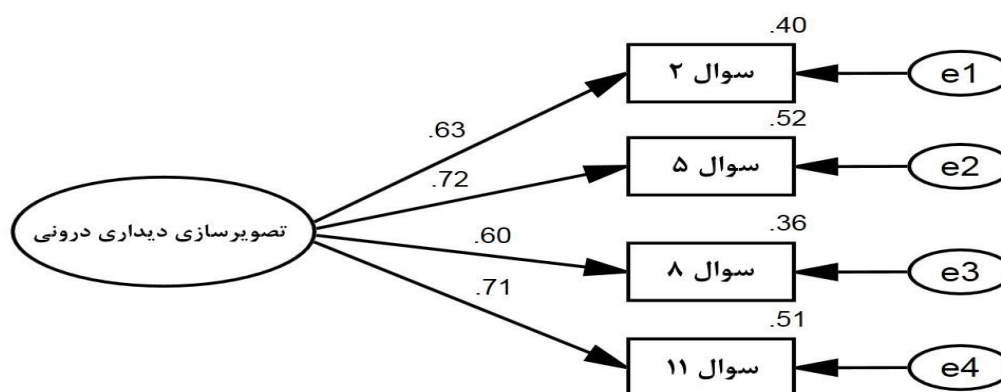 .40
سوال ۲
e1
.63
.52
سوال ۵
e2
.72
تصویرسازی دیداری درونی
.60
.36
سوال ۸
e3
.71
.51
سوال ۱۱
e4